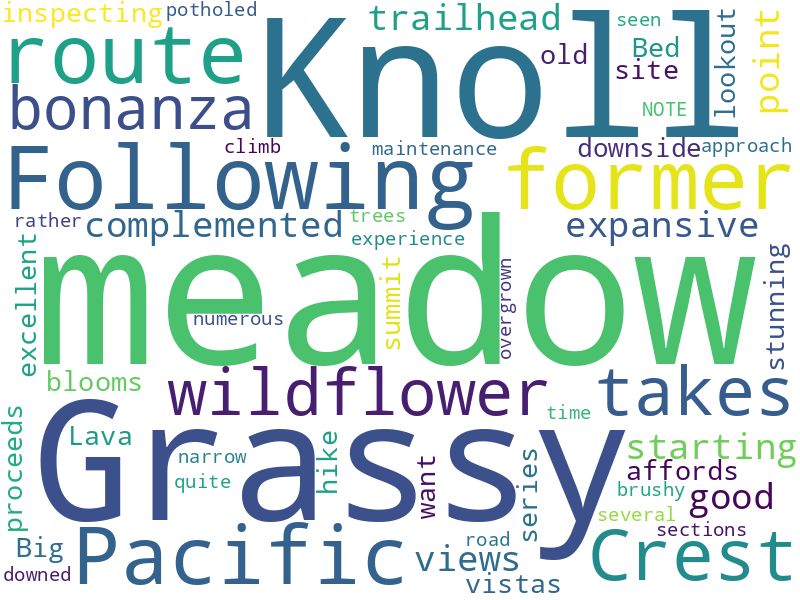 inspecting
potholed
trailhead
Knoll
seen
lookout
point
route
old
Bed
site
bonanza
NOTE
climb
maintenance
downside
approach
Following
former
rather
complemented
trees
expansive
experience
excellent
meadow
summit
overgrown
stunning
numerous
blooms
wildflower
takes
time
proceeds
Lava
Grassy
narrow
quite
hike
want
series
starting
affords
brushy
good
several
sections
Big
downed
Pacific
road
views
vistas
Crest